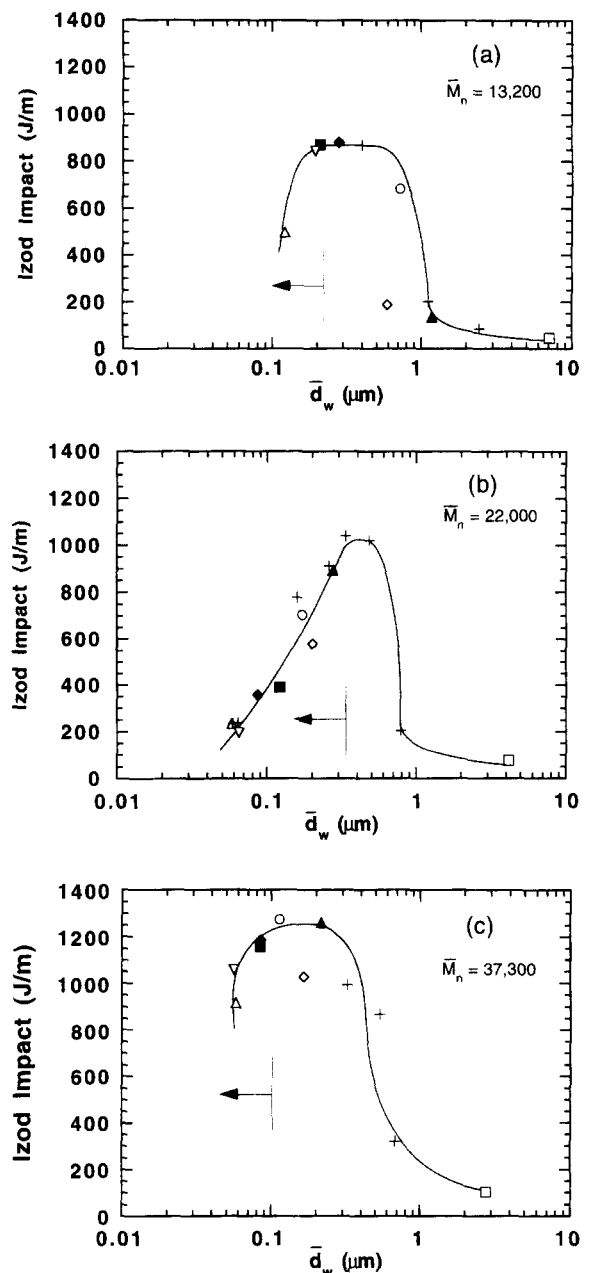 1400
(a)
1200
M̄n = 13,200
1000
800
600
400
200
0
0.01 0.1 1 10
Izod Impact (J/m)
d̄w (μm)
1400
(b)
1200
M̄n = 22,000
1000
800
600
400
200
0
0.01 0.1 1 10
Izod Impact (J/m)
d̄w (μm)
1400
(c)
1200
M̄n = 37,300
1000
800
600
400
200
0
0.01 0.1 1 10
Izod Impact (J/m)
d̄w (μm)